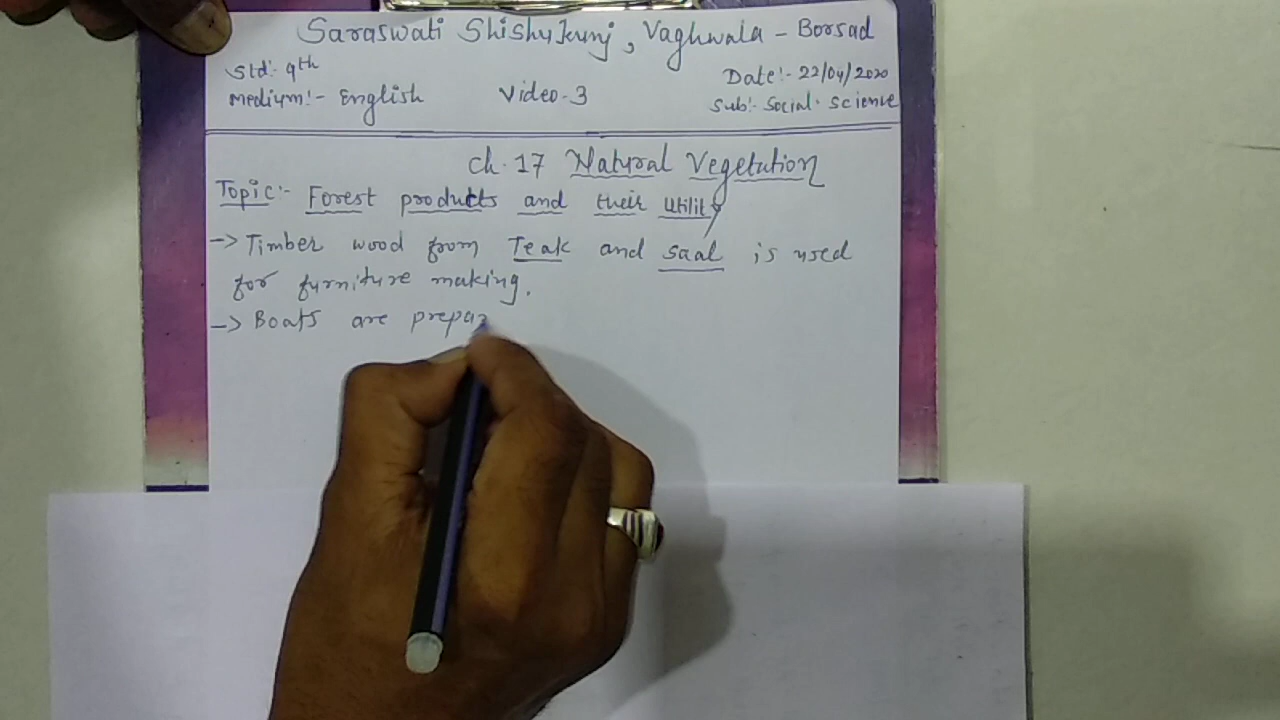 Saraswati Shishukunj, Vaghwala - Borsad
Std:- 9th
Date:- 22/04/2020
Medium:- English Video-3 Sub:- Social. Science
Ch. 17 Natural Vegetation
Topic:- Forest products and their utility
-> Timber wood from Teak and Saal is used
for furniture making.
-> Boats are prepar